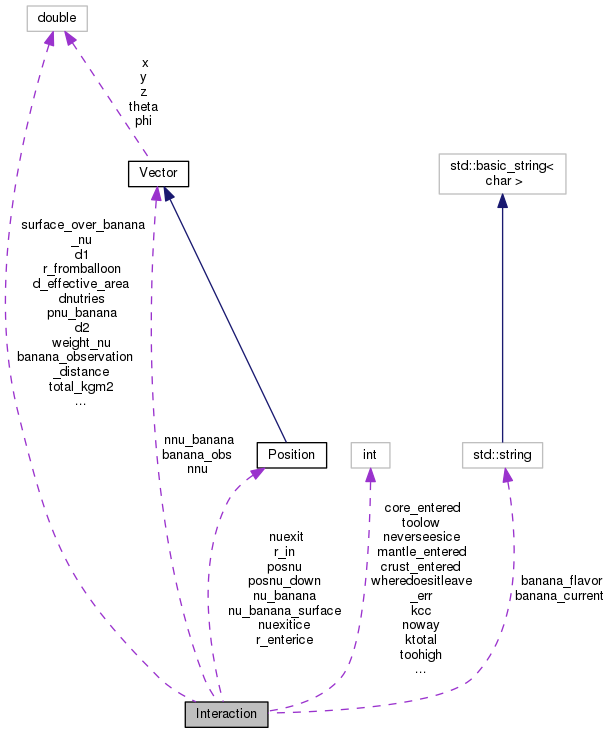 double
x
y
z
theta
phi
Vector
std::basic_string<
char >
surface_over_banana
_nu
d1
r_fromballoon
d_effective_area
dnutries
pnu_banana
d2
weight_nu
banana_observation
_distance
total_kgm2
...
nnu_banana
banana_obs
nnu
Position
int
std::string
nuexit
r_in
posnu
posnu_down
nu_banana
nu_banana_surface
nuexitice
r_enterice
core_entered
toolow
neverseesice
mantle_entered
crust_entered
wheredoesitleave
_err
kcc
noway
ktotal
toohigh
...
banana_flavor
banana_current
Interaction